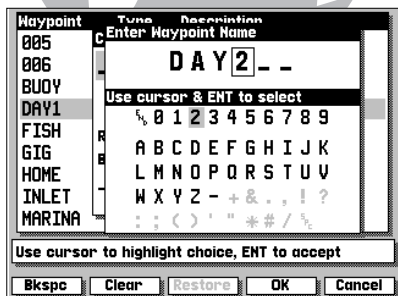 Waypoint Type Description
005
006
BUOY
DAY1
FISH
GIG
HOME
INLET
MARINA
Enter Waypoint Name
DAY2_ _
Use cursor & ENT to select
0 1 2 3 4 5 6 7 8 9
A B C D E F G H I J K
L M N O P Q R S T U V
W X Y Z - + & . , ! ?
: ; ( ) ' " * # /
Use cursor to highlight choice, ENT to accept
Bkspc Clear Restore OK Cancel